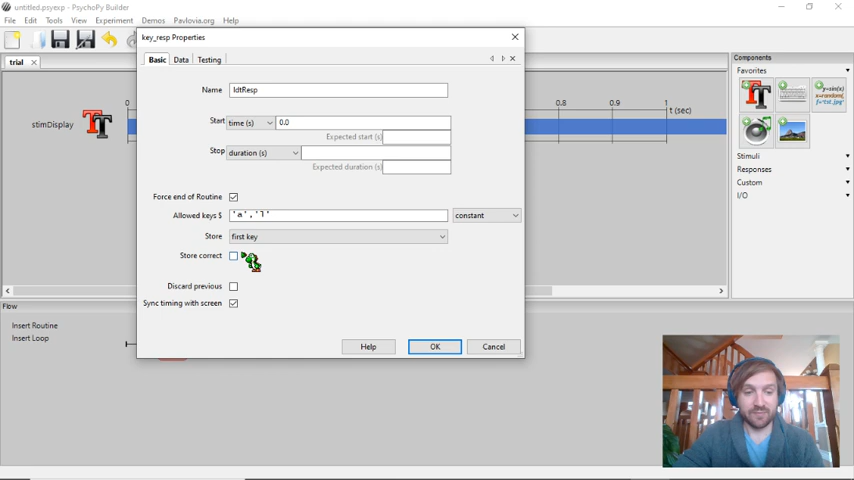 untitled.psyexp - PsychoPy Builder
File Edit Tools View Experiment Demos Pavlovia.org Help
trial
key_resp Properties
Basic Data Testing
Name ldtResp
Start time (s) 0.0
Expected start (s)
Stop duration (s)
Expected duration (s)
Force end of Routine
Allowed keys $ 'a','l' constant
Store first key
Store correct
Discard previous
Sync timing with screen
Help OK Cancel
0 0.8 0.9 1 t (sec)
stimDisplay
Components
Favorites
y=sin(x)
Stimuli
Responses
Custom
I/O
Flow
Insert Routine
Insert Loop